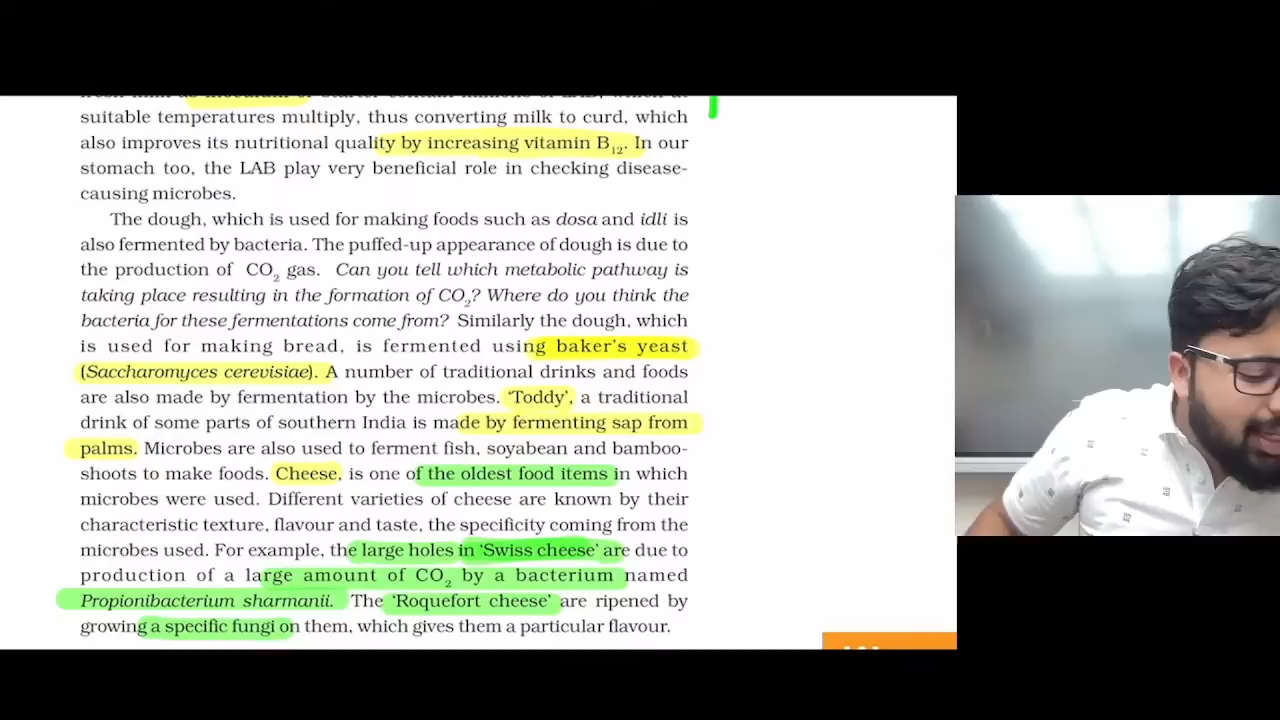 suitable temperatures multiply, thus converting milk to curd, which
also improves its nutritional quality by increasing vitamin B12. In our
stomach too, the LAB play very beneficial role in checking disease-
causing microbes.
The dough, which is used for making foods such as dosa and idli is
also fermented by bacteria. The puffed-up appearance of dough is due to
the production of CO2 gas. Can you tell which metabolic pathway is
taking place resulting in the formation of CO2? Where do you think the
bacteria for these fermentations come from? Similarly the dough, which
is used for making bread, is fermented using baker's yeast
(Saccharomyces cerevisiae). A number of traditional drinks and foods
are also made by fermentation by the microbes. ‘Toddy’, a traditional
drink of some parts of southern India is made by fermenting sap from
palms. Microbes are also used to ferment fish, soyabean and bamboo-
shoots to make foods. Cheese, is one of the oldest food items in which
microbes were used. Different varieties of cheese are known by their
characteristic texture, flavour and taste, the specificity coming from the
microbes used. For example, the large holes in ‘Swiss cheese’ are due to
production of a large amount of CO2 by a bacterium named
Propionibacterium sharmanii. The ‘Roquefort cheese’ are ripened by
growing a specific fungi on them, which gives them a particular flavour.